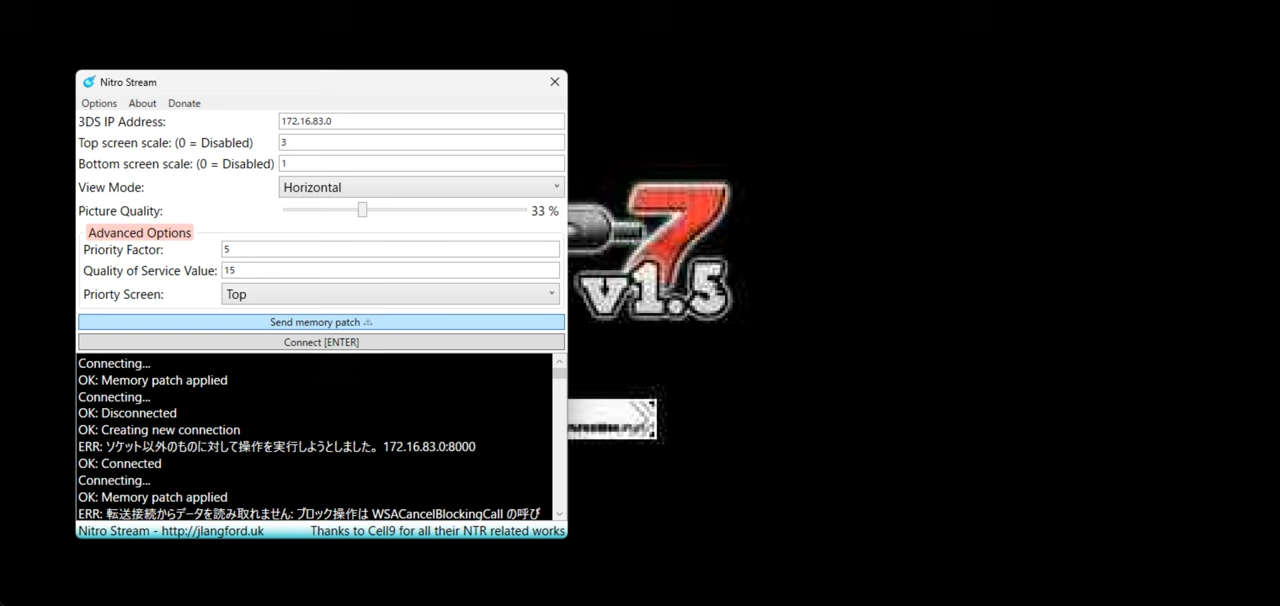 Nitro Stream
Options About Donate
3DS IP Address: 172.16.83.0
Top screen scale: (0 = Disabled) 3
Bottom screen scale: (0 = Disabled) 1
View Mode: Horizontal
Picture Quality: 33 %
Advanced Options
Priority Factor: 5
Quality of Service Value: 15
Priorty Screen: Top
Send memory patch ⚠
Connect [ENTER]
Connecting...
OK: Memory patch applied
Connecting...
OK: Disconnected
OK: Creating new connection
ERR: ソケット以外のものに対して操作を実行しようとしました。 172.16.83.0:8000
OK: Connected
Connecting...
OK: Memory patch applied
ERR: 転送接続からデータを読み取れません: ブロック操作は WSACancelBlockingCall の呼び
Nitro Stream - http://jlangford.uk Thanks to Cell9 for all their NTR related works
7
v1.5